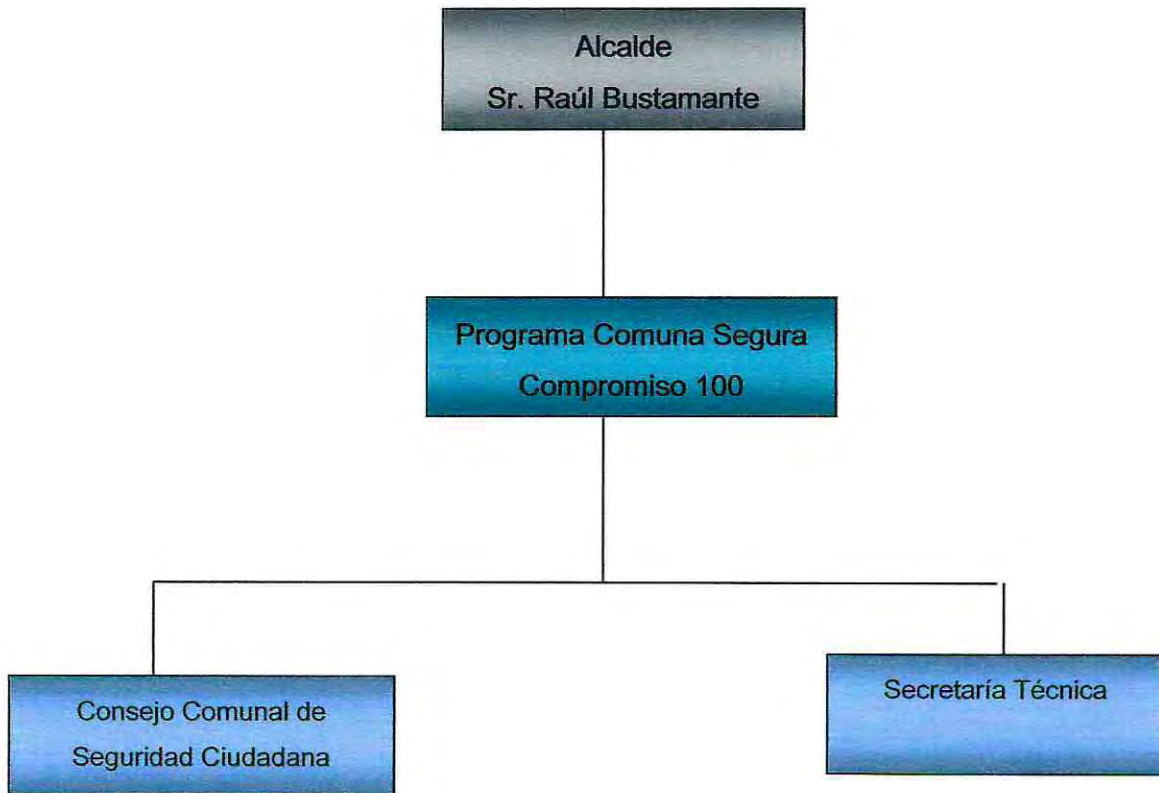 Alcalde
Sr. Raúl Bustamante
Programa Comuna Segura
Compromiso 100
Consejo Comunal de
Seguridad Ciudadana
Secretaría Técnica